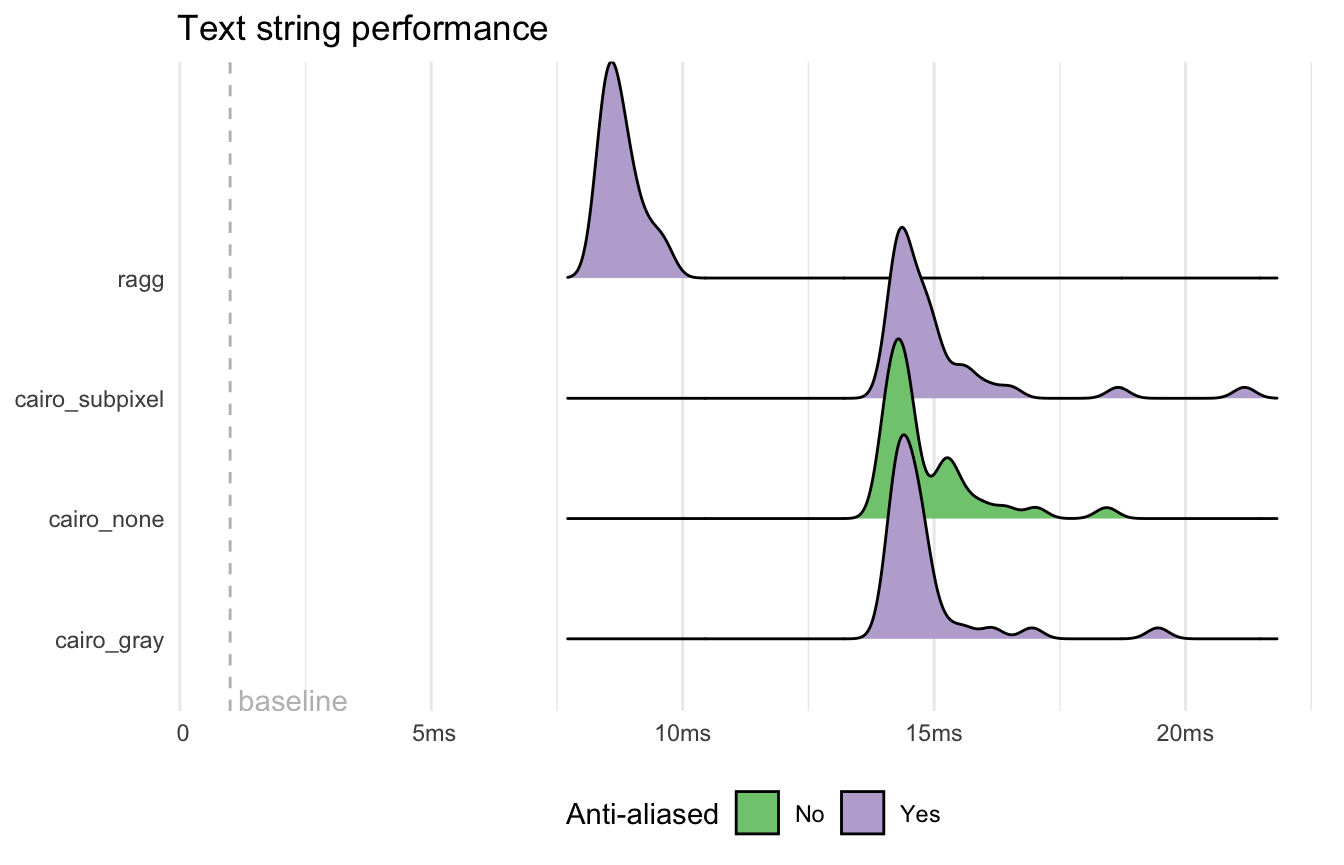 Text string performance
ragg
cairo_subpixel
cairo_none
cairo_gray
baseline
0 5ms 10ms 15ms 20ms
Anti-aliased No Yes